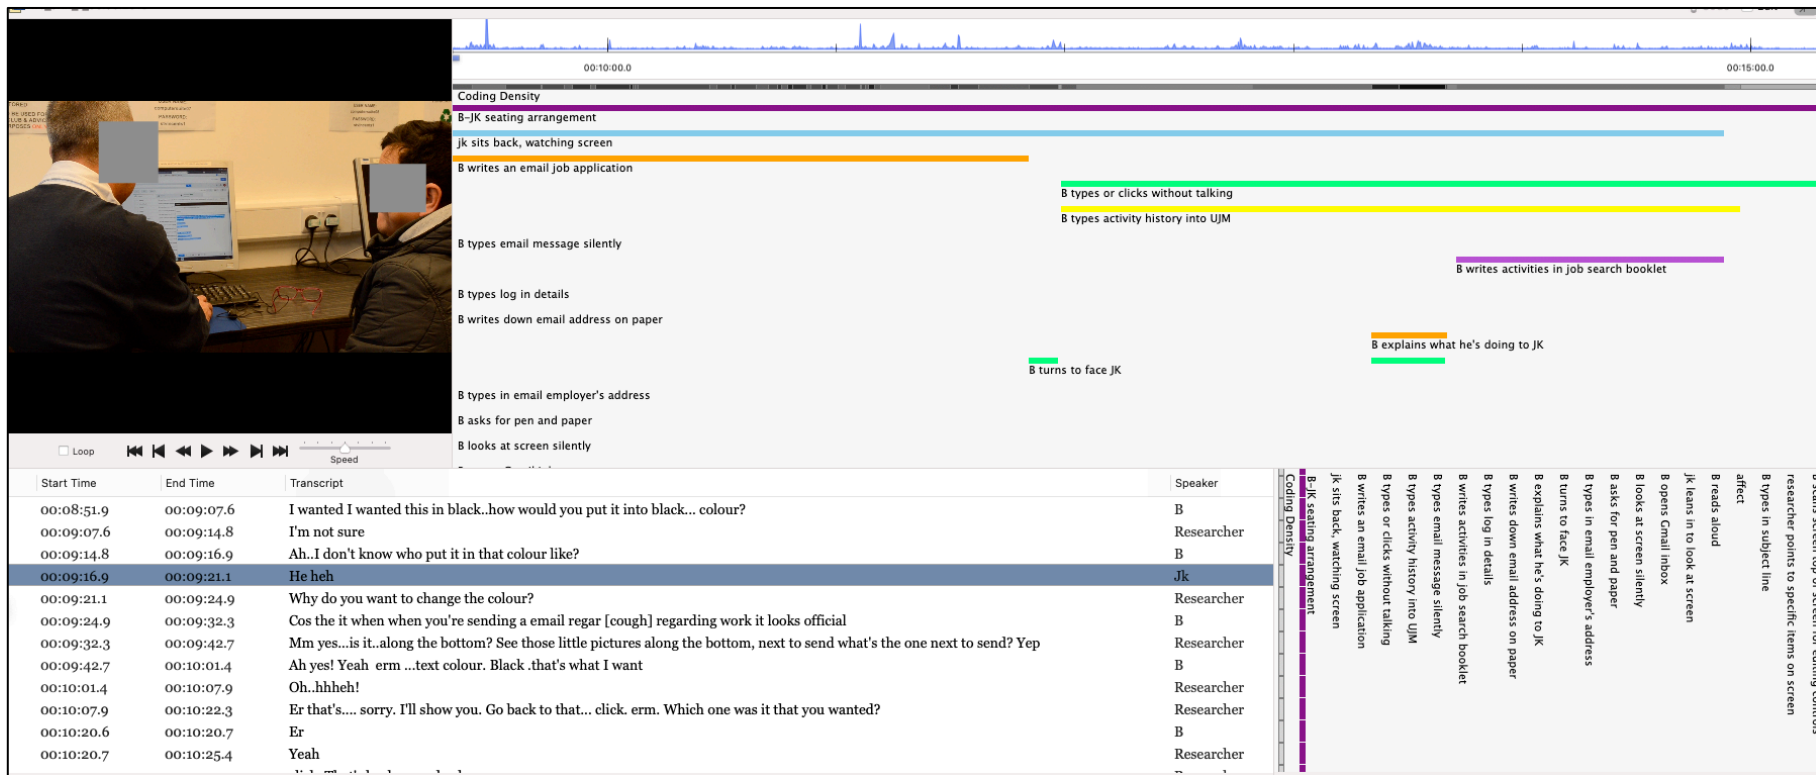 00:10:00.0
00:15:00.0
Coding Density
B-JK seating arrangement
jk sits back, watching screen
B writes an email job application
B types or clicks without talking
B types activity history into UJM
B types email message silently
B writes activities in job search booklet
B types log in details
B writes down email address on paper
B explains what he's doing to JK
B turns to face JK
B types in email employer's address
B asks for pen and paper
B looks at screen silently
Loop
Speed
Start Time End Time Transcript Speaker
00:08:51.9 00:09:07.6 I wanted I wanted this in black..how would you put it into black... colour? B
00:09:07.6 00:09:14.8 I'm not sure Researcher
00:09:14.8 00:09:16.9 Ah..I don't know who put it in that colour like? B
00:09:16.9 00:09:21.1 He heh Jk
00:09:21.1 00:09:24.9 Why do you want to change the colour? Researcher
00:09:24.9 00:09:32.3 Cos the it when when you're sending a email regar [cough] regarding work it looks official B
00:09:32.3 00:09:42.7 Mm yes...is it..along the bottom? See those little pictures along the bottom, next to send what's the one next to send? Yep Researcher
00:09:42.7 00:10:01.4 Ah yes! Yeah erm ...text colour. Black .that's what I want B
00:10:01.4 00:10:07.9 Oh..hhheh! Researcher
00:10:07.9 00:10:22.3 Er that's.... sorry. I'll show you. Go back to that... click. erm. Which one was it that you wanted? Researcher
00:10:20.6 00:10:20.7 Er B
00:10:20.7 00:10:25.4 Yeah Researcher
Coding Density
B-JK seating arrangement
jk sits back, watching screen
B writes an email job application
B types or clicks without talking
B types activity history into UJM
B types email message silently
B writes activities in job search booklet
B types log in details
B writes down email address on paper
B explains what he's doing to JK
B turns to face JK
B types in email employer's address
B asks for pen and paper
B looks at screen silently
B opens Gmail inbox
jk leans in to look at screen
B reads aloud
affect
B types in subject line
researcher points to specific items on screen